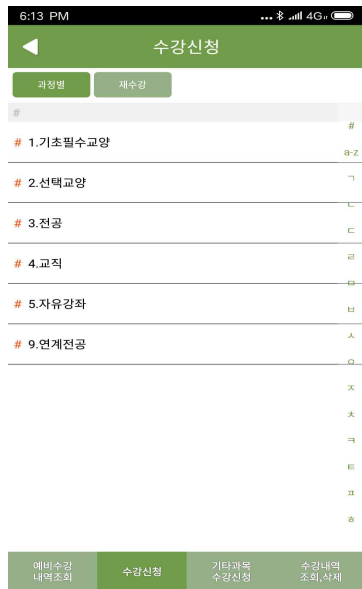 6:13 PM
4G
수강신청
과정별 재수강
#
# 1.기초필수교양
# 2.선택교양
# 3.전공
# 4.교직
# 5.자유강좌
# 9.연계전공
#
a-z
ㄱ
ㄴ
ㄷ
ㄹ
ㅁ
ㅂ
ㅅ
ㅇ
ㅈ
ㅊ
ㅋ
ㅌ
ㅍ
ㅎ
예비수강
내역조회
수강신청
기타과목
수강신청
수강내역
조회,삭제